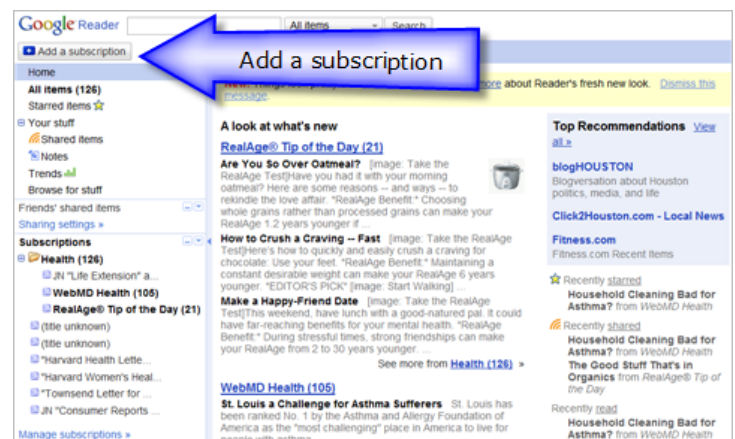 Google Reader
All items
Search
Add a subscription
Add a subscription
more about Reader's fresh new look. Dismiss this
message.
Home
All items (126)
Starred items
Your stuff
Shared items
Notes
Trends
Browse for stuff
Friends' shared items
Sharing settings »
Subscriptions
Health (126)
JN "Life Extension" a...
WebMD Health (105)
RealAge® Tip of the Day (21)
(title unknown)
(title unknown)
"Harvard Health Lette...
"Harvard Women's Heal...
"Townsend Letter for ...
JN "Consumer Reports ...
Manage subscriptions »
A look at what's new
RealAge® Tip of the Day (21)
Are You So Over Oatmeal? [image: Take the
RealAge Test]Have you had it with your morning
oatmeal? Here are some reasons -- and ways -- to
rekindle the love affair. *RealAge Benefit:* Choosing
whole grains rather than processed grains can make your
RealAge 1.2 years younger if ...
How to Crush a Craving -- Fast [image: Take the RealAge
Test]Here's how to quickly and easily crush a craving for
chocolate: Use your feet. *RealAge Benefit:* Maintaining a
constant desirable weight can make your RealAge 6 years
younger. *EDITOR'S PICK* [image: Start Walking] ...
Make a Happy-Friend Date [image: Take the RealAge
Test]This weekend, have lunch with a good-natured pal. It could
have far-reaching benefits for your mental health. *RealAge
Benefit:* During stressful times, strong friendships can make
your RealAge from 2 to 30 years younger. ...
See more from Health (126) »
WebMD Health (105)
St. Louis a Challenge for Asthma Sufferers St. Louis has
been ranked No. 1 by the Asthma and Allergy Foundation of
America as the "most challenging" place in America to live for
people with asthma
Top Recommendations View
all »
blogHOUSTON
Blogversation about Houston
politics, media, and life
Click2Houston.com - Local News
Fitness.com
Fitness.com Recent Items
Recently starred
Household Cleaning Bad for
Asthma? from WebMD Health
Recently shared
Household Cleaning Bad for
Asthma? from WebMD Health
The Good Stuff That's in
Organics from RealAge® Tip of
the Day
Recently read
Household Cleaning Bad for
Asthma? from WebMD Health